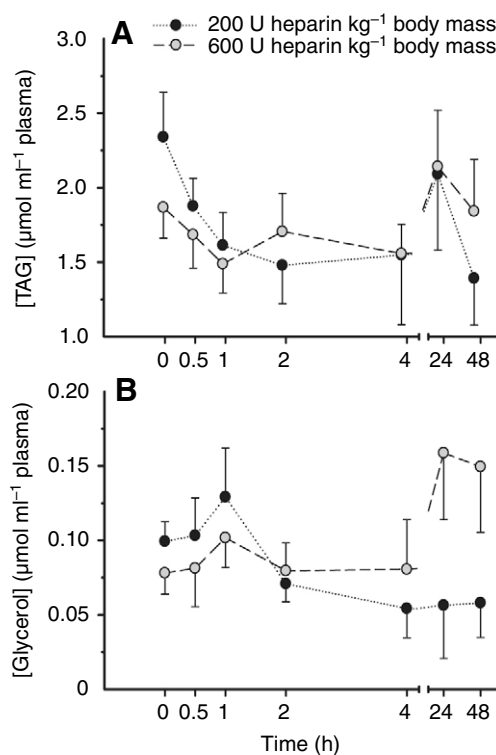 A
200 U heparin kg⁻¹ body mass
600 U heparin kg⁻¹ body mass
[TAG] (μmol ml⁻¹ plasma)
3.0
2.5
2.0
1.5
1.0
0 0.5 1 2 4 24 48
B
[Glycerol] (μmol ml⁻¹ plasma)
0.20
0.15
0.10
0.05
0
0 0.5 1 2 4 24 48
Time (h)